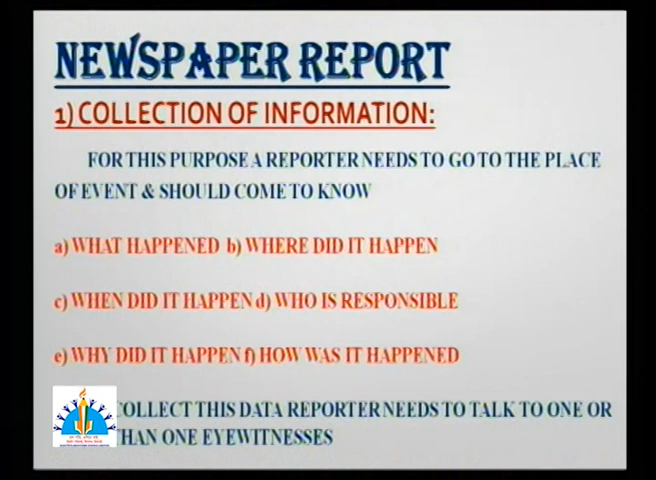 NEWSPAPER REPORT
1) COLLECTION OF INFORMATION:
FOR THIS PURPOSE A REPORTER NEEDS TO GO TO THE PLACE
OF EVENT & SHOULD COME TO KNOW
a) WHAT HAPPENED b) WHERE DID IT HAPPEN
c) WHEN DID IT HAPPEN d) WHO IS RESPONSIBLE
e) WHY DID IT HAPPEN f) HOW WAS IT HAPPENED
COLLECT THIS DATA REPORTER NEEDS TO TALK TO ONE OR
THAN ONE EYEWITNESSES